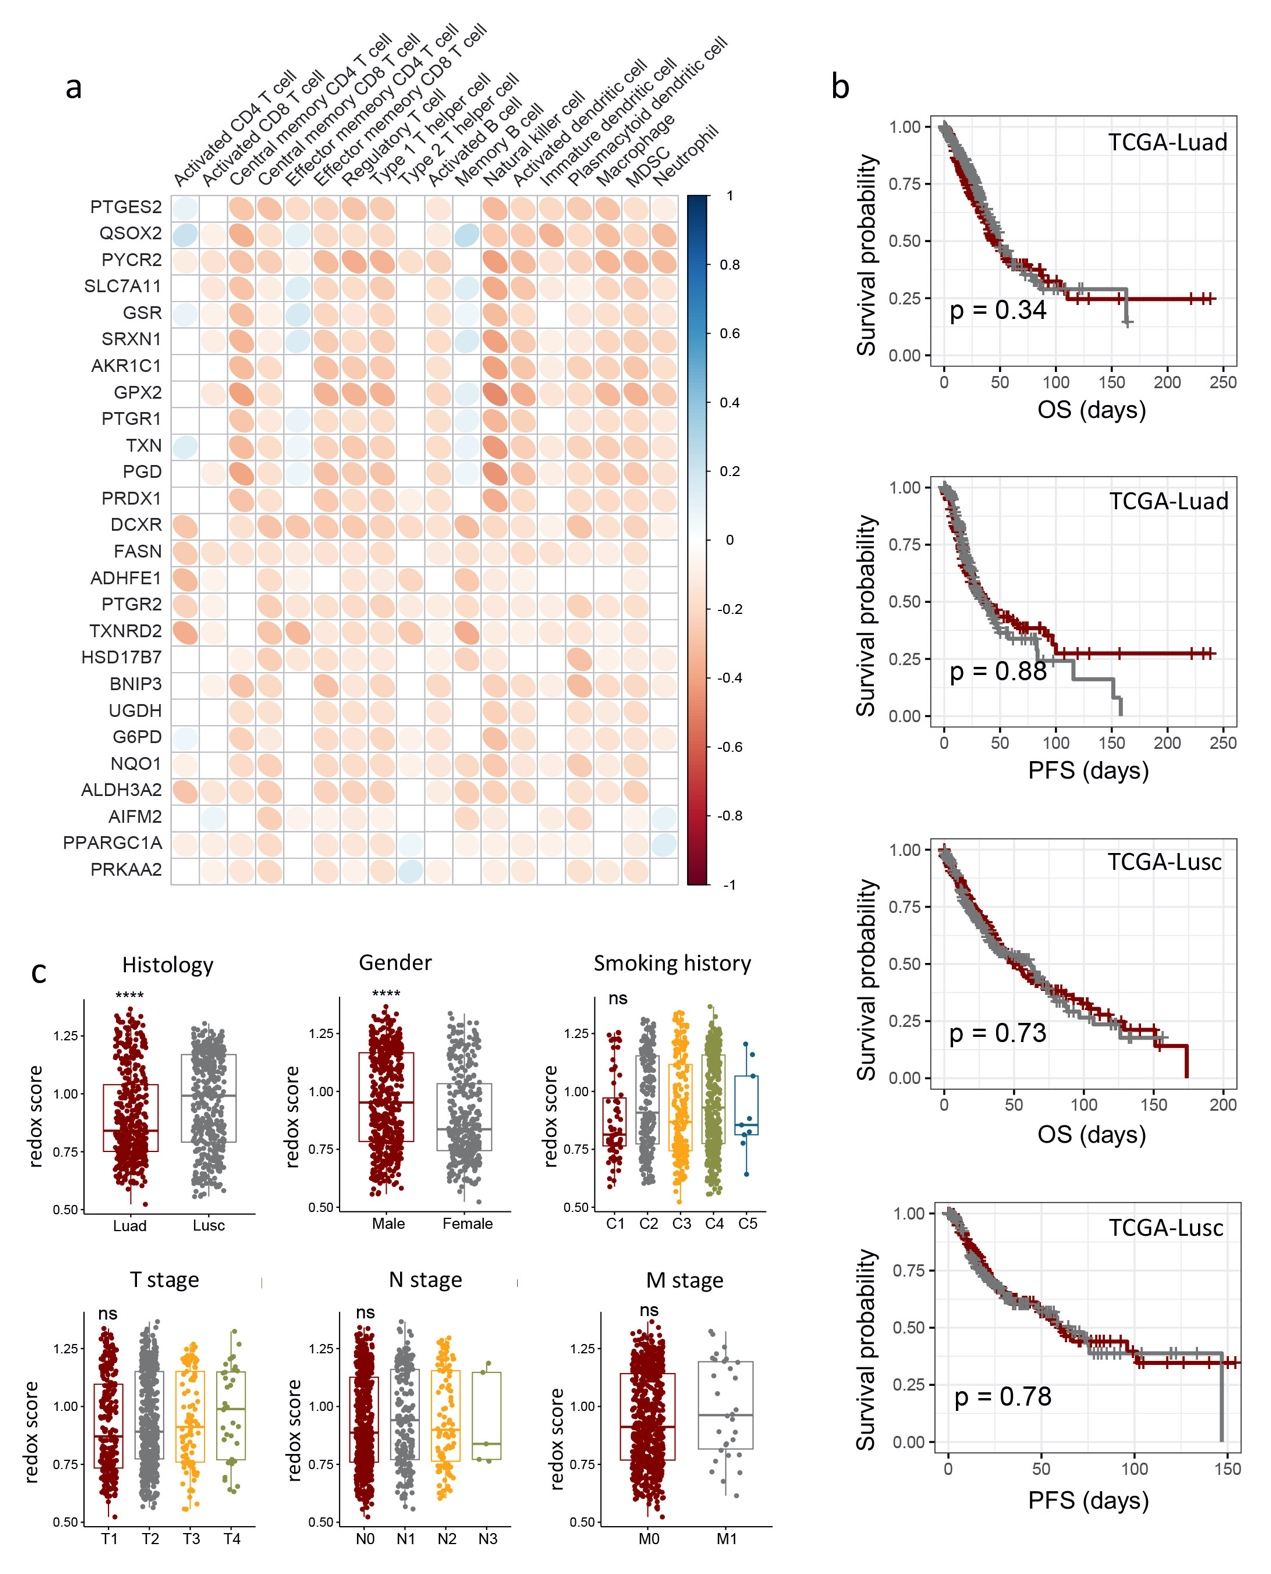 a
Activated CD4 T cell
Activated CD8 T cell
Central memory CD4 T cell
Central memory CD8 T cell
Effector memeory CD4 T cell
Effector memeory CD8 T cell
Regulatory T cell
Type 1 T helper cell
Type 2 T helper cell
Activated B cell
Memory B cell
Natural killer cell
Activated dendritic cell
Immature dendritic cell
Plasmacytoid dendritic cell
Macrophage
MDSC
Neutrophil
PTGES2
QSOX2
PYCR2
SLC7A11
GSR
SRXN1
AKR1C1
GPX2
PTGR1
TXN
PGD
PRDX1
DCXR
FASN
ADHFE1
PTGR2
TXNRD2
HSD17B7
BNIP3
UGDH
G6PD
NQO1
ALDH3A2
AIFM2
PPARGC1A
PRKAA2
1
0.8
0.6
0.4
0.2
0
-0.2
-0.4
-0.6
-0.8
-1
b
TCGA-Luad
Survival probability
1.00
0.75
0.50
0.25
0.00
p = 0.34
0 50 100 150 200 250
OS (days)
TCGA-Luad
Survival probability
1.00
0.75
0.50
0.25
0.00
p = 0.88
0 50 100 150 200 250
PFS (days)
TCGA-Lusc
Survival probability
1.00
0.75
0.50
0.25
0.00
p = 0.73
0 50 100 150 200
OS (days)
TCGA-Lusc
Survival probability
1.00
0.75
0.50
0.25
0.00
p = 0.78
0 50 100 150
PFS (days)
c
Histology
****
redox score
1.25
1.00
0.75
0.50
Luad Lusc
Gender
****
redox score
1.25
1.00
0.75
0.50
Male Female
Smoking history
ns
redox score
1.25
1.00
0.75
0.50
C1 C2 C3 C4 C5
T stage
ns
redox score
1.25
1.00
0.75
0.50
T1 T2 T3 T4
N stage
redox score
1.25
1.00
0.75
0.50
N0 N1 N2 N3
M stage
ns
redox score
1.25
1.00
0.75
0.50
M0 M1